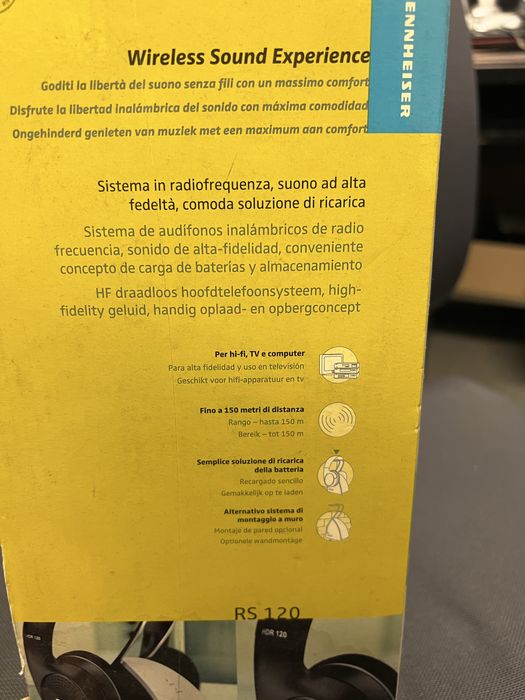 ENNHEISER
Wireless Sound Experience
Goditi la libertà del suono senza fili con un massimo comfort
Disfrute la libertad inalámbrica del sonido con máxima comodidad
Ongehinderd genieten van muziek met een maximum aan comfort
Sistema in radiofrequenza, suono ad alta
fedeltà, comoda soluzione di ricarica
Sistema de audífonos inalámbricos de radio
frecuencia, sonido de alta-fidelidad, conveniente
concepto de carga de baterías y almacenamiento
HF draadloos hoofdtelefoonsysteem, high-
fidelity geluid, handig oplaad- en opbergconcept
Per hi-fi, TV e computer
Para alta fidelidad y uso en televisión
Geschikt voor hifi-apparatuur en tv
Fino a 150 metri di distanza
Rango – hasta 150 m
Bereik – tot 150 m
Semplice soluzione di ricarica
della batteria
Recargado sencillo
Gemakkelijk op te laden
Alternativo sistema di
montaggio a muro
Montaje de pared opcional
Optionele wandmontage
RS 120
HDR 120
HDR 120